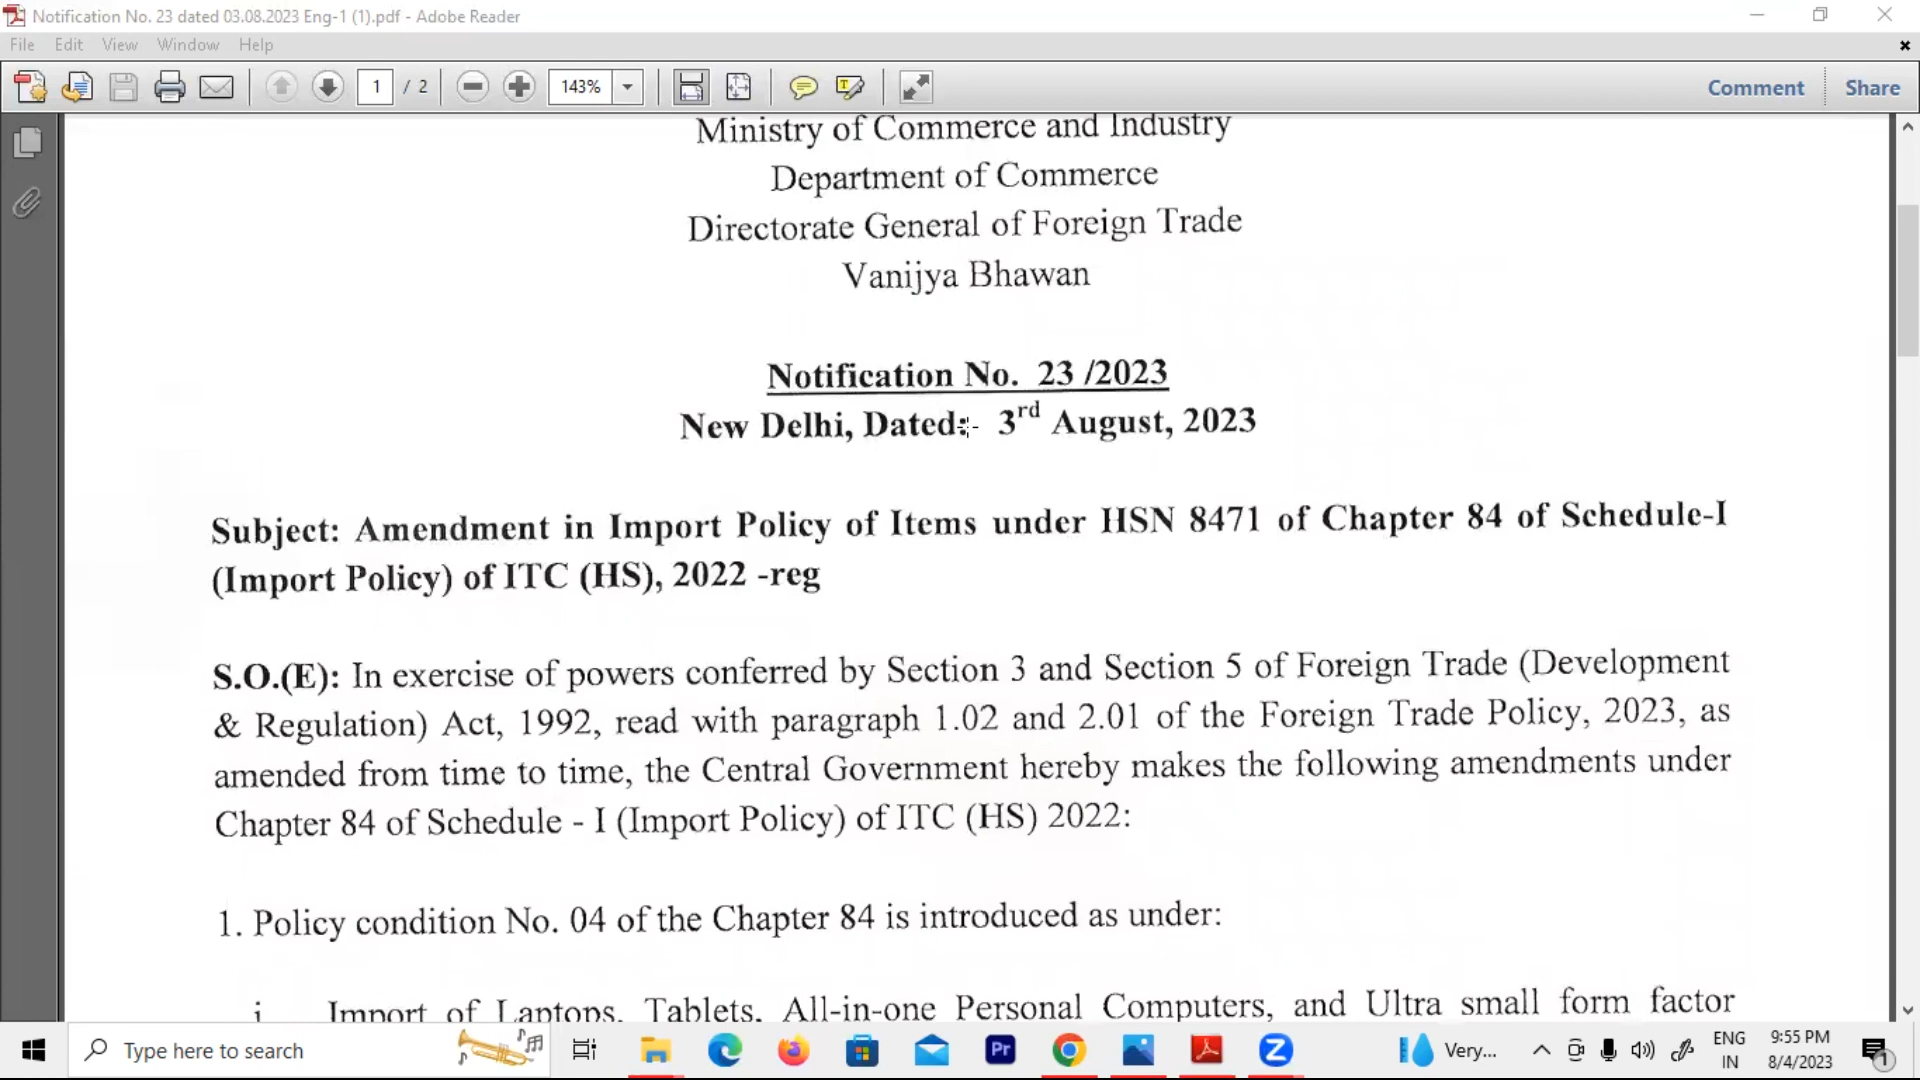 Notification No. 23 dated 03.08.2023 Eng-1 (1).pdf - Adobe Reader
File Edit View Window Help
1 / 2 143% Comment Share
Ministry of Commerce and Industry
Department of Commerce
Directorate General of Foreign Trade
Vanijya Bhawan
Notification No. 23 /2023
New Delhi, Dated: 3rd August, 2023
Subject: Amendment in Import Policy of Items under HSN 8471 of Chapter 84 of Schedule-I
(Import Policy) of ITC (HS), 2022 -reg
S.O.(E): In exercise of powers conferred by Section 3 and Section 5 of Foreign Trade (Development
& Regulation) Act, 1992, read with paragraph 1.02 and 2.01 of the Foreign Trade Policy, 2023, as
amended from time to time, the Central Government hereby makes the following amendments under
Chapter 84 of Schedule - I (Import Policy) of ITC (HS) 2022:
1. Policy condition No. 04 of the Chapter 84 is introduced as under:
i Import of Laptops, Tablets, All-in-one Personal Computers, and Ultra small form factor
Type here to search Pr Very... ENG 9:55 PM
IN 8/4/2023 1